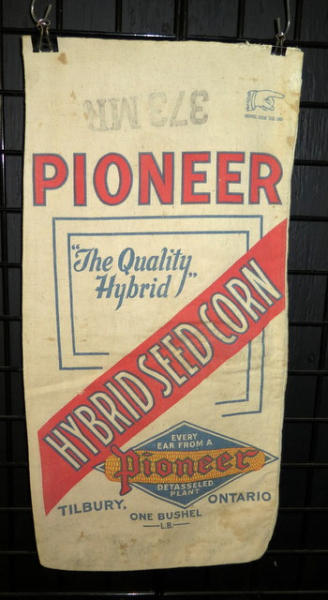 373 MR
PIONEER
"The Quality
Hybrid"
HYBRID SEED CORN
EVERY
EAR FROM A
Pioneer
DETASSELED
PLANT
TILBURY, ONTARIO
ONE BUSHEL
L.B.